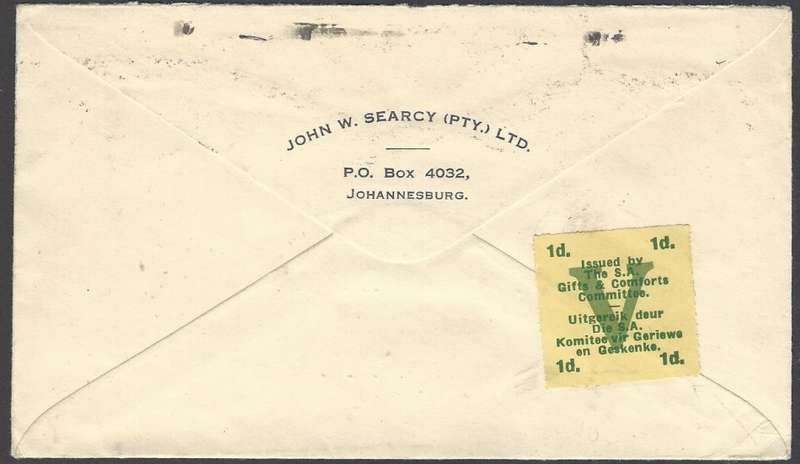 JOHN W. SEARCY (PTY.) LTD.
P.O. BOX 4032,
JOHANNESBURG.
1d. 1d.
Issued by
The S.A.
Gifts & Comforts
Committee.
V
Uitgereik deur
Die S.A.
Komitee vir Geriewe
en Geskenke.
1d. 1d.